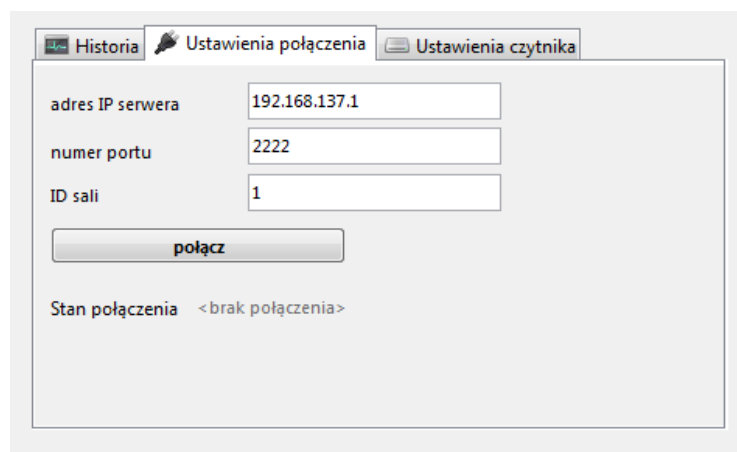 Historia Ustawienia połączenia Ustawienia czytnika
adres IP serwera 192.168.137.1
numer portu 2222
ID sali 1
połącz
Stan połączenia <brak połączenia>